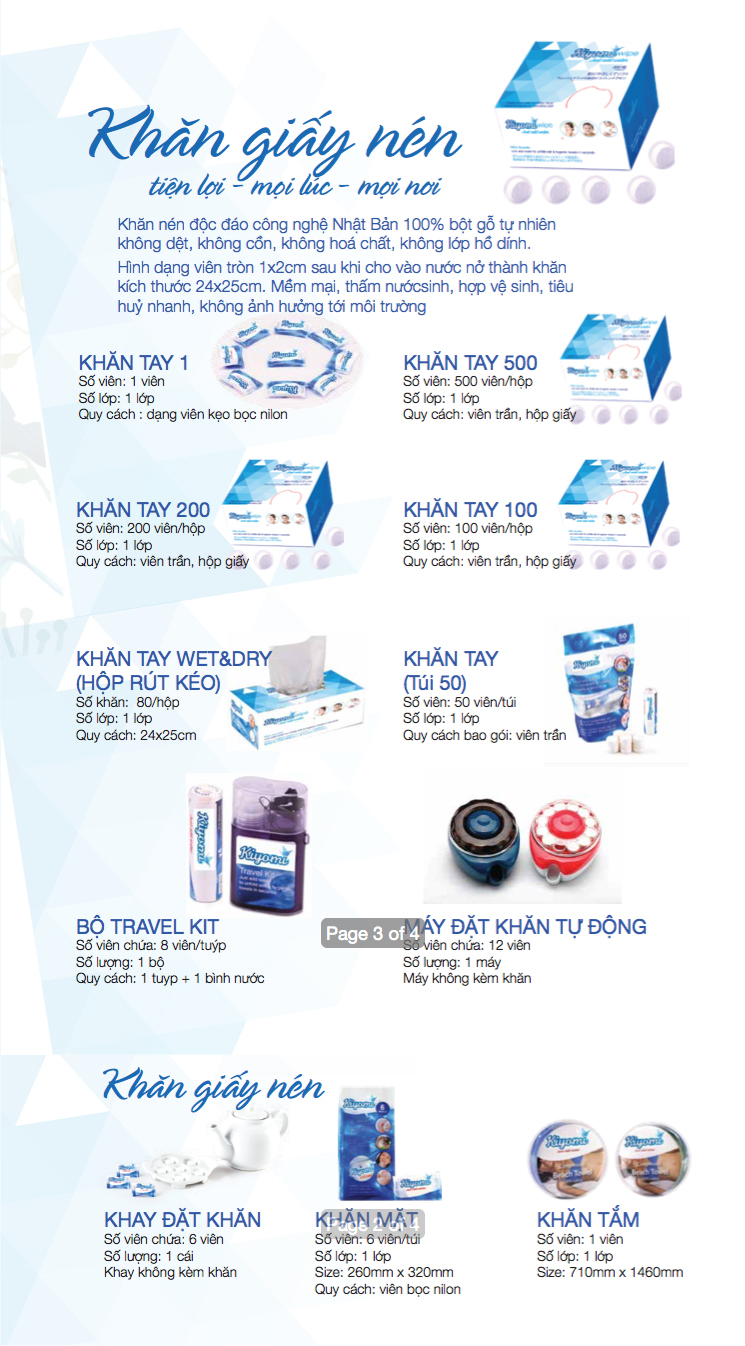 Khăn giấy nén
tiện lợi - mọi lúc - mọi nơi
Khăn nén độc đáo công nghệ Nhật Bản 100% bột gỗ tự nhiên
không dệt, không cồn, không hoá chất, không lớp hồ dính.
Hình dạng viên tròn 1x2cm sau khi cho vào nước nở thành khăn
kích thước 24x25cm. Mềm mại, thấm nướcsinh, hợp vệ sinh, tiêu
huỷ nhanh, không ảnh hưởng tới môi trường
KHĂN TAY 1
Số viên: 1 viên
Số lớp: 1 lớp
Quy cách : dạng viên kẹo bọc nilon
KHĂN TAY 500
Số viên: 500 viên/hộp
Số lớp: 1 lớp
Quy cách: viên trần, hộp giấy
KHĂN TAY 200
Số viên: 200 viên/hộp
Số lớp: 1 lớp
Quy cách: viên trần, hộp giấy
KHĂN TAY 100
Số viên: 100 viên/hộp
Số lớp: 1 lớp
Quy cách: viên trần, hộp giấy
KHĂN TAY WET&DRY
(HỘP RÚT KÉO)
Số khăn: 80/hộp
Số lớp: 1 lớp
Quy cách: 24x25cm
KHĂN TAY
(Túi 50)
Số viên: 50 viên/túi
Số lớp: 1 lớp
Quy cách bao gói: viên trần
Kiyomi
Kiyomi
Travel Kit
BỘ TRAVEL KIT
Số viên chứa: 8 viên/tuýp
Số lượng: 1 bộ
Quy cách: 1 tuyp + 1 bình nước
Page 3 of 4
MÁY ĐẶT KHĂN TỰ ĐỘNG
Số viên chứa: 12 viên
Số lượng: 1 máy
Máy không kèm khăn
Khăn giấy nén
KHAY ĐẶT KHĂN
Số viên chứa: 6 viên
Số lượng: 1 cái
Khay không kèm khăn
Kiyomi
KHĂN MẶT
Page 2 of 4
Số viên: 6 viên/túi
Số lớp: 1 lớp
Size: 260mm x 320mm
Quy cách: viên bọc nilon
Kiyomi
Kiyomi
KHĂN TẮM
Số viên: 1 viên
Số lớp: 1 lớp
Size: 710mm x 1460mm